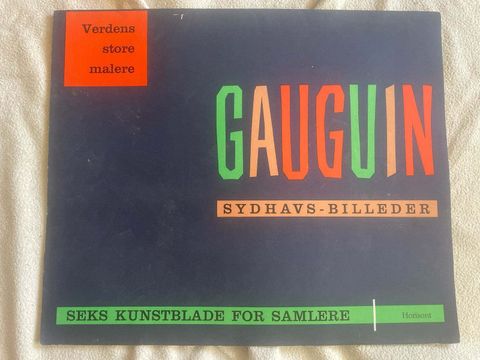 Verdens
store
malere
GAUGUIN
SYDHAVS-BILLEDER
SEKS KUNSTBLADE FOR SAMLERE
Horisont